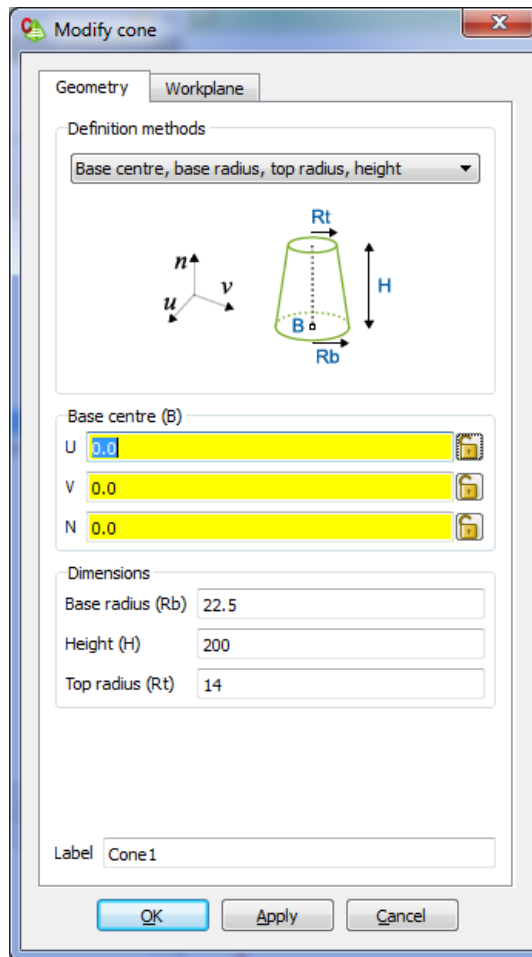 Modify cone
Geometry Workplane
Definition methods
Base centre, base radius, top radius, height
Rt
n
v
u
H
B
Rb
Base centre (B)
U 0.0
V 0.0
N 0.0
Dimensions
Base radius (Rb) 22.5
Height (H) 200
Top radius (Rt) 14
Label Cone1
OK Apply Cancel